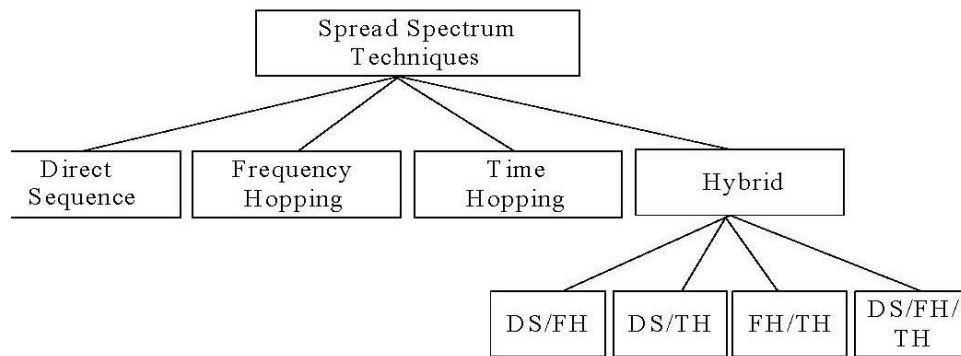 Spread Spectrum
Techniques
Direct
Sequence
Frequency
Hopping
Time
Hopping
Hybrid
DS/FH
DS/TH
FH/TH
DS/FH/
TH